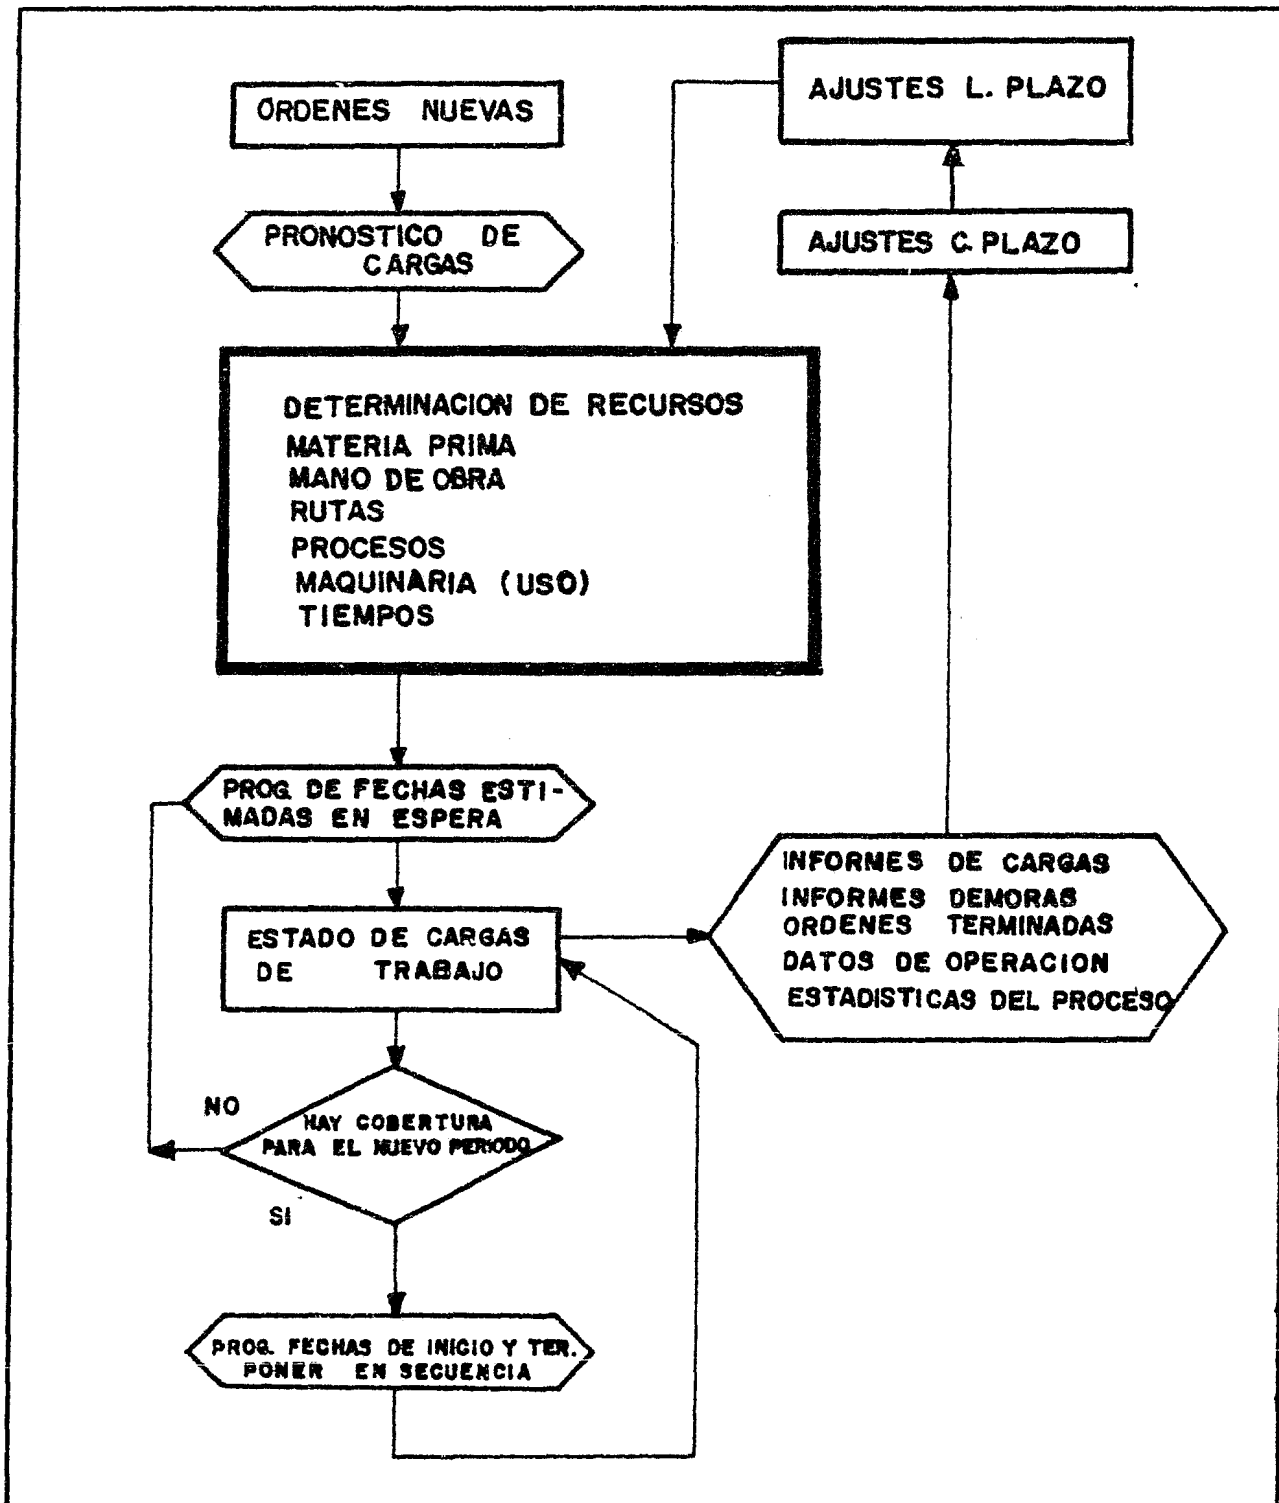 ORDENES NUEVAS
AJUSTES L. PLAZO
PRONOSTICO DE
CARGAS
AJUSTES C. PLAZO
DETERMINACION DE RECURSOS
MATERIA PRIMA
MANO DE OBRA
RUTAS
PROCESOS
MAQUINARIA (USO)
TIEMPOS
PROG. DE FECHAS ESTI-
MADAS EN ESPERA
INFORMES DE CARGAS
INFORMES DEMORAS
ORDENES TERMINADAS
DATOS DE OPERACION
ESTADISTICAS DEL PROCESO
ESTADO DE CARGAS
DE TRABAJO
NO
HAY COBERTURA
PARA EL NUEVO PERIODO
SI
PROG. FECHAS DE INICIO Y TER.
PONER EN SECUENCIA